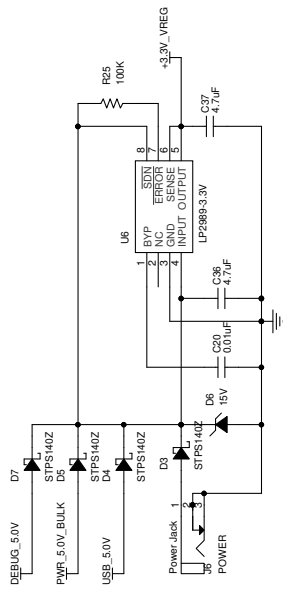 DEBUG_5.0V
D7
STPS140Z
PWR_5.0V_BULK
D5
STPS140Z
USB_5.0V
D4
STPS140Z
Power Jack
J6
1
2
3
POWER
D3
STPS140Z
D6
15V
C20
0.01uF
C36
4.7uF
U6
1
2
3
4
BYP
NC
GND
INPUT
SDN
ERROR
SENSE
OUTPUT
8
7
6
5
LP2989-3.3V
R25
100K
+3.3V_VREG
C37
4.7uF